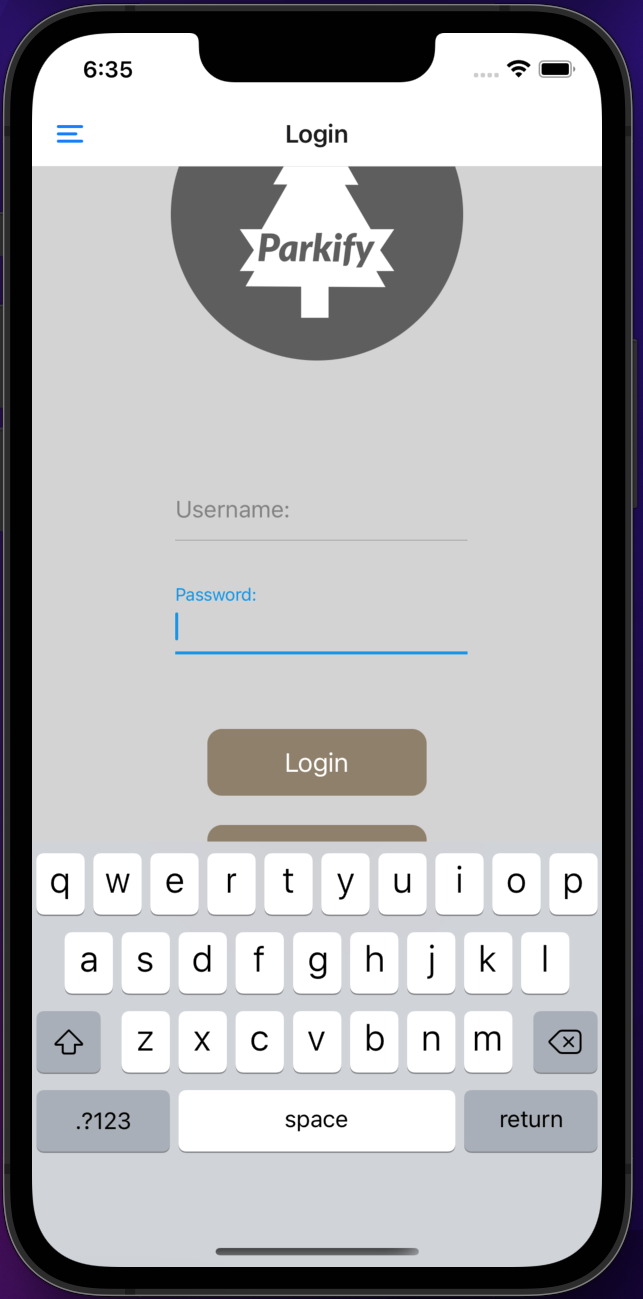 6:35
Login
Parkify
Username:
Password:
Login
q w e r t y u i o p
a s d f g h j k l
z x c v b n m
.?123 space return